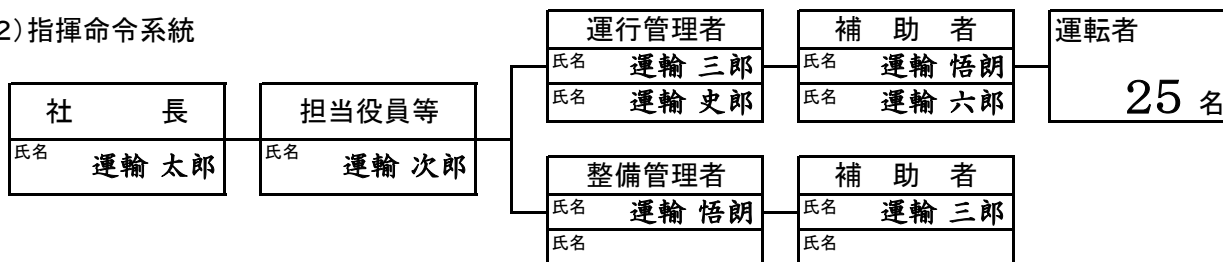 2)指揮命令系統
社　　長
氏名 運輸 太郎
担当役員等
氏名 運輸 次郎
運行管理者
氏名 運輸 三郎
氏名 運輸 史郎
補　助　者
氏名 運輸 悟朗
氏名 運輸 六郎
運転者
25 名
整備管理者
氏名 運輸 悟朗
氏名
補　助　者
氏名 運輸 三郎
氏名